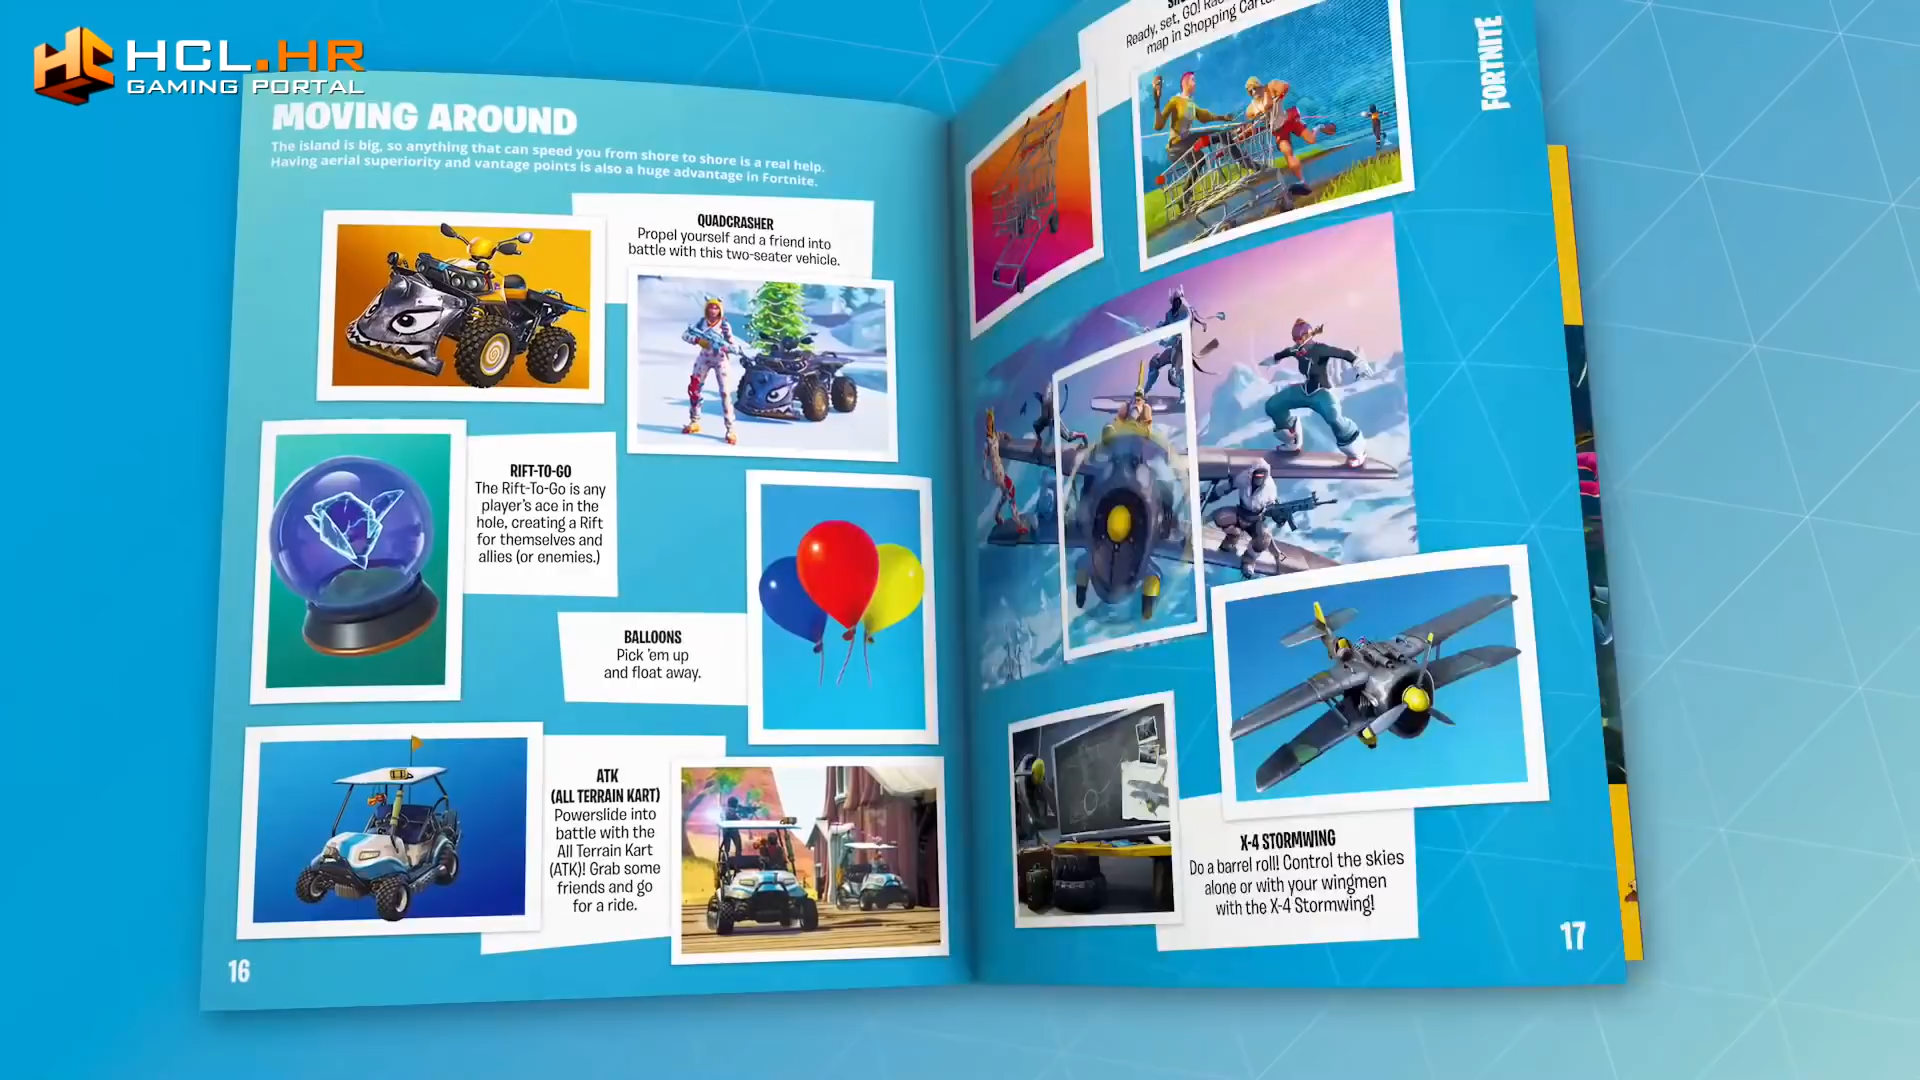 HCL.HR
GAMING PORTAL
MOVING AROUND
The island is big, so anything that can speed you from shore to shore is a real help.
Having aerial superiority and vantage points is also a huge advantage in Fortnite.
QUADCRASHER
Propel yourself and a friend into
battle with this two-seater vehicle.
RIFT-TO-GO
The Rift-To-Go is any
player's ace in the
hole, creating a Rift
for themselves and
allies (or enemies.)
BALLOONS
Pick 'em up
and float away.
ATK
(ALL TERRAIN KART)
Powerslide into
battle with the
All Terrain Kart
(ATK)! Grab some
friends and go
for a ride.
16
Ready, set, GO!
map in Shopping
FORTNITE
X-4 STORMWING
Do a barrel roll! Control the skies
alone or with your wingmen
with the X-4 Stormwing!
17